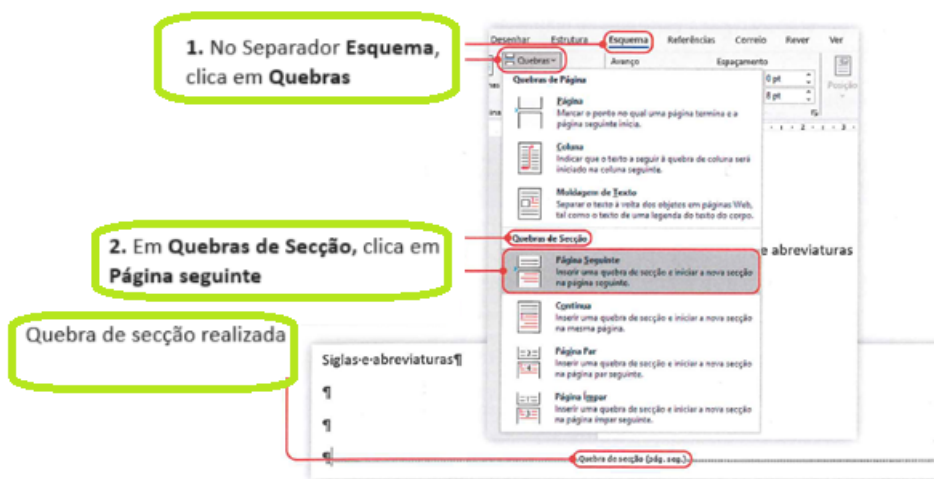 1. No Separador Esquema,
clica em Quebras
2. Em Quebras de Secção, clica em
Página seguinte
Quebra de secção realizada
Desenhar Estrutura Esquema Referências Correio Rever Ver
Quebras Avanço Espaçamento
0 pt
8 pt
Posição
Quebras de Página
Página
Marcar o ponto no qual uma página termina e a
página seguinte inicia.
Coluna
Indicar que o texto a seguir à quebra de coluna será
iniciado na coluna seguinte.
Moldagem de Texto
Separar o texto à volta dos objetos em páginas Web,
tal como o texto de uma legenda do texto do corpo.
Quebras de Secção
Página Seguinte
Inserir uma quebra de secção e iniciar a nova secção
na página seguinte.
e abreviaturas
Contínua
Inserir uma quebra de secção e iniciar a nova secção
na mesma página.
Página Par
Inserir uma quebra de secção e iniciar a nova secção
na página par seguinte.
Página Ímpar
Inserir uma quebra de secção e iniciar a nova secção
na página ímpar seguinte.
Siglas·e·abreviaturas¶
¶
¶
¶
Quebra de secção (pág. seg.)